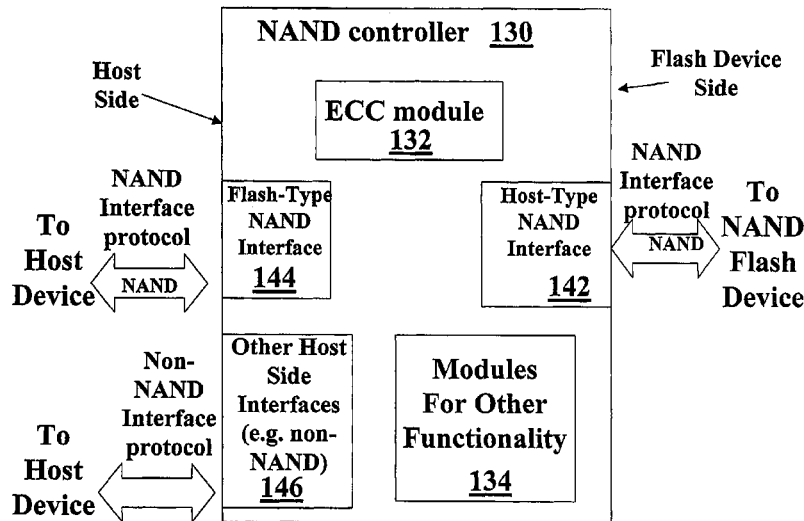 NAND controller 130
Host
Side
Flash Device
Side
ECC module
132
NAND
Interface
protocol
To
Host
Device
NAND
Flash-Type
NAND
Interface
144
Host-Type
NAND
Interface
142
NAND
Interface
protocol
NAND
To
NAND
Flash
Device
Non-
NAND
Interface
protocol
To
Host
Device
Other Host
Side
Interfaces
(e.g. non-
NAND)
146
Modules
For Other
Functionality
134